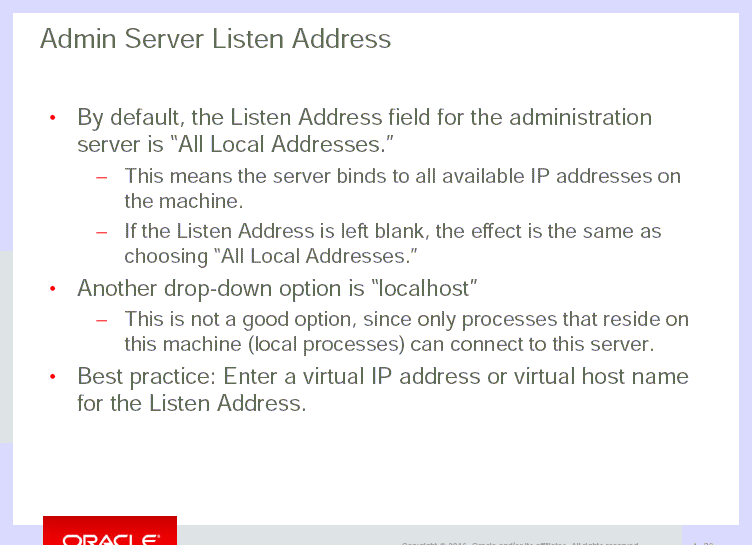 Admin Server Listen Address
• By default, the Listen Address field for the administration
server is “All Local Addresses.”
– This means the server binds to all available IP addresses on
the machine.
– If the Listen Address is left blank, the effect is the same as
choosing “All Local Addresses.”
• Another drop-down option is “localhost”
– This is not a good option, since only processes that reside on
this machine (local processes) can connect to this server.
• Best practice: Enter a virtual IP address or virtual host name
for the Listen Address.
ORACLE